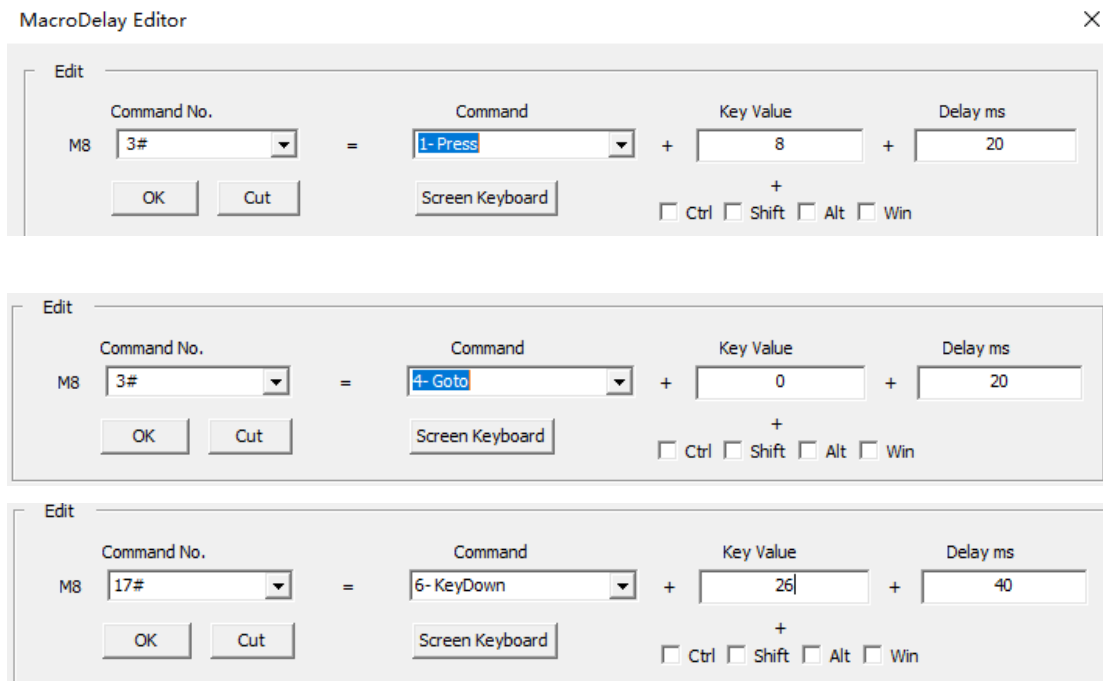 MacroDelay Editor
Edit
Command No. Command Key Value Delay ms
M8 3# = 1- Press + 8 + 20
OK Cut Screen Keyboard +
Ctrl Shift Alt Win
Edit
Command No. Command Key Value Delay ms
M8 3# = 4- Goto + 0 + 20
OK Cut Screen Keyboard +
Ctrl Shift Alt Win
Edit
Command No. Command Key Value Delay ms
M8 17# = 6- KeyDown + 26 + 40
OK Cut Screen Keyboard +
Ctrl Shift Alt Win